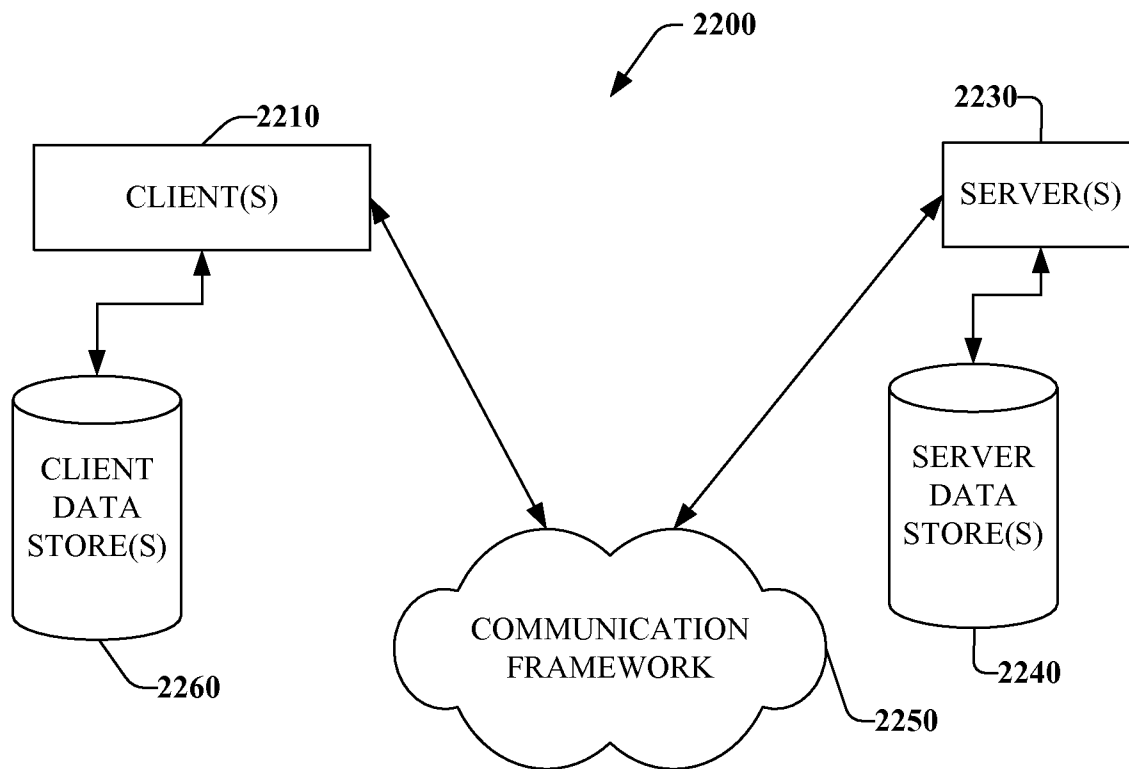 2200
2210
2230
CLIENT(S)
SERVER(S)
CLIENT
DATA
STORE(S)
SERVER
DATA
STORE(S)
COMMUNICATION
FRAMEWORK
2260
2240
2250